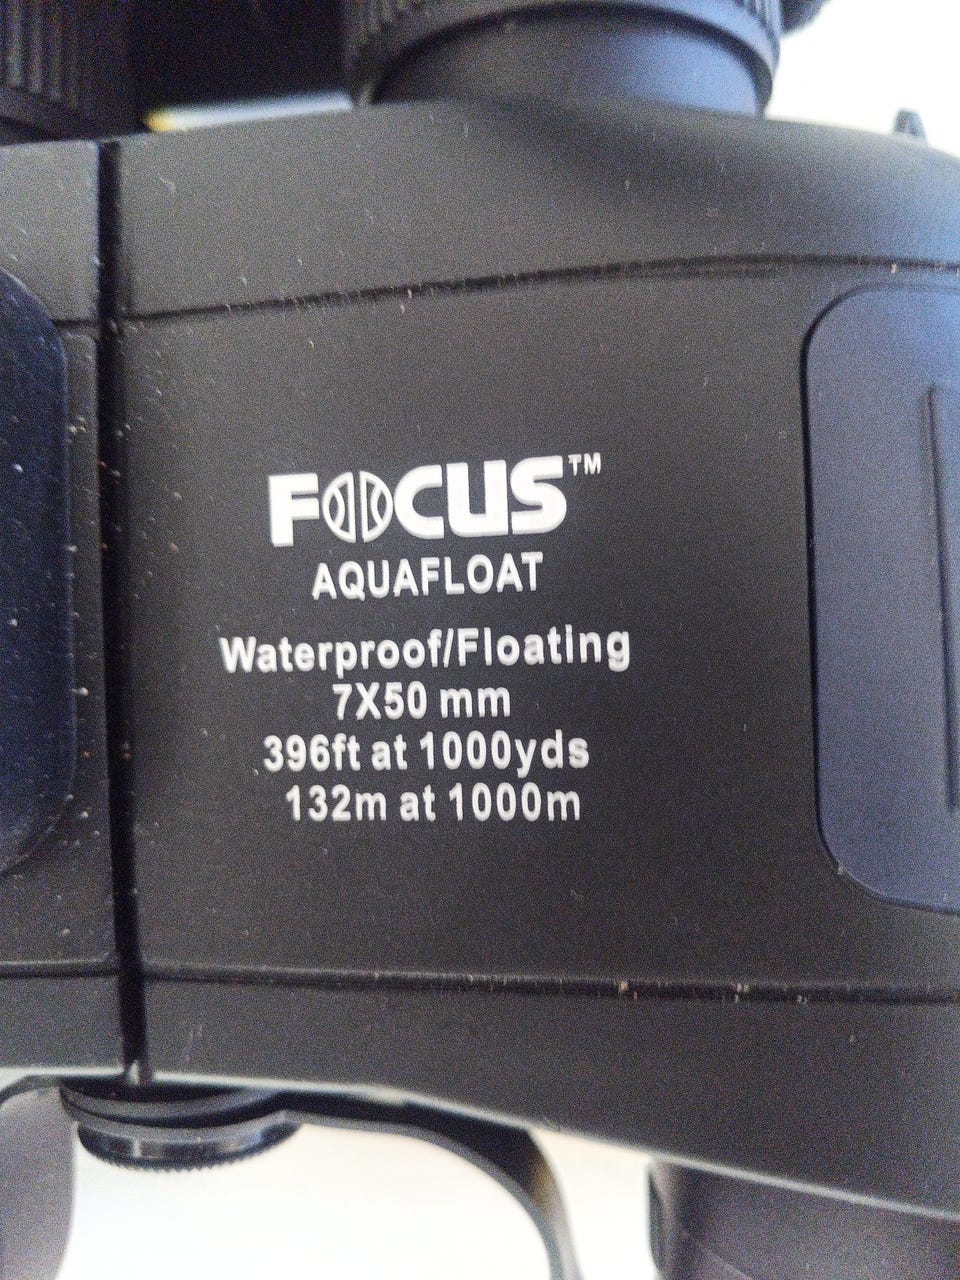 FOCUS™
AQUAFLOAT
Waterproof/Floating
7X50 mm
396ft at 1000yds
132m at 1000m